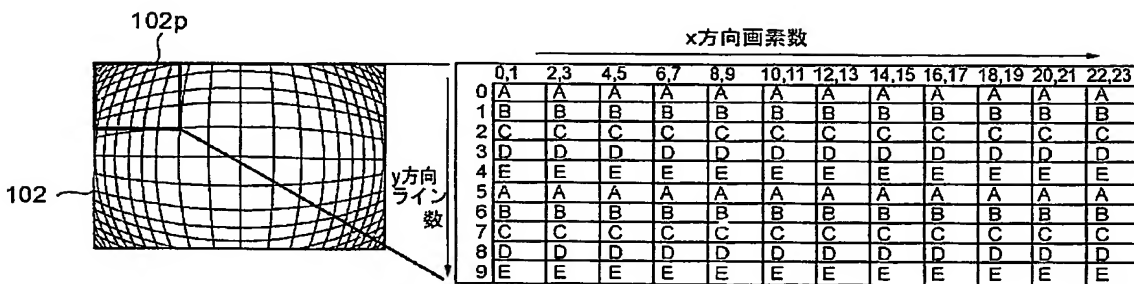 102p
102
x方向画素数
y方向
ライン
数
0,1 2,3 4,5 6,7 8,9 10,11 12,13 14,15 16,17 18,19 20,21 22,23
0 A A A A A A A A A A A A
1 B B B B B B B B B B B B
2 C C C C C C C C C C C C
3 D D D D D D D D D D D D
4 E E E E E E E E E E E E
5 A A A A A A A A A A A A
6 B B B B B B B B B B B B
7 C C C C C C C C C C C C
8 D D D D D D D D D D D D
9 E E E E E E E E E E E E